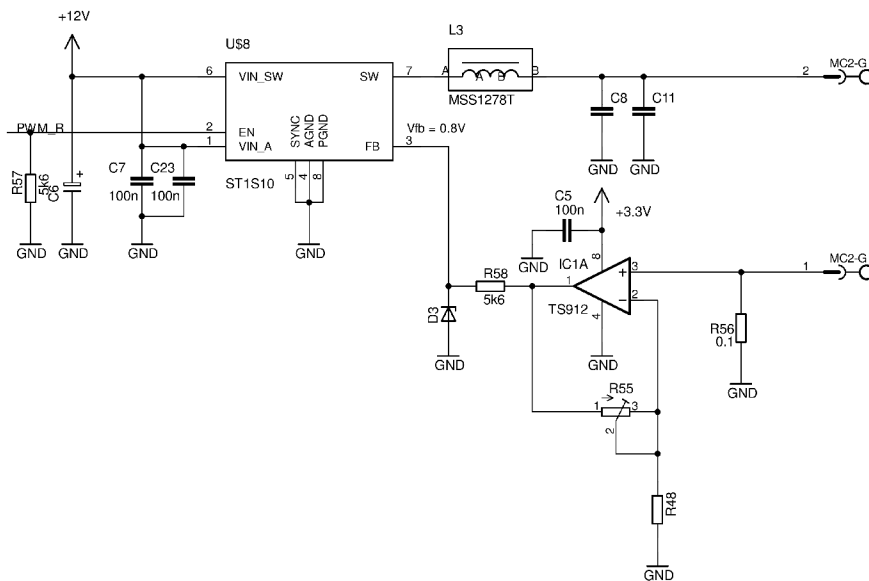 +12V
U$8
L3
6
VIN_SW
SW
7
A
A
B
B
MSS1278T
2
MC2-G
C8
C11
GND
GND
PWM_R
2
EN
1
VIN_A
SYNC
AGND
PGND
FB
Vfb = 0.8V
3
5
4
8
ST1S10
GND
R57
5k6
GND
C6
+
GND
C7
100n
C23
100n
GND
C5
100n
+3.3V
GND
IC1A
8
1
+
3
−
2
TS912
4
GND
R58
5k6
D3
GND
1
MC2-G
R56
0.1
GND
R55
1
3
2
R48
GND